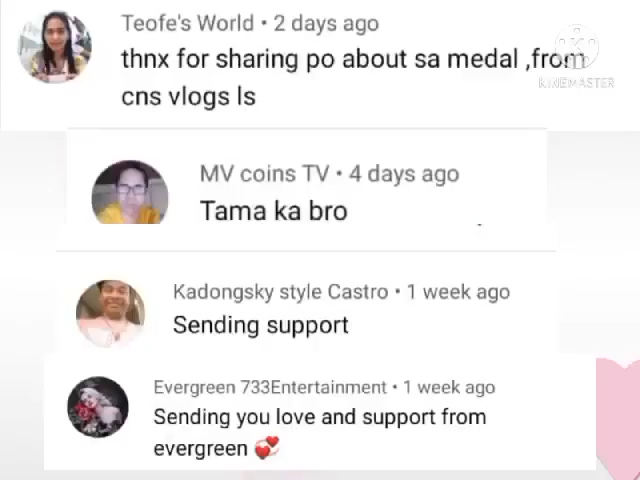 Teofe's World • 2 days ago
thnx for sharing po about sa medal ,from
cns vlogs ls
KINEMASTER
MV coins TV • 4 days ago
Tama ka bro
Kadongsky style Castro • 1 week ago
Sending support
Evergreen 733Entertainment • 1 week ago
Sending you love and support from
evergreen 💞